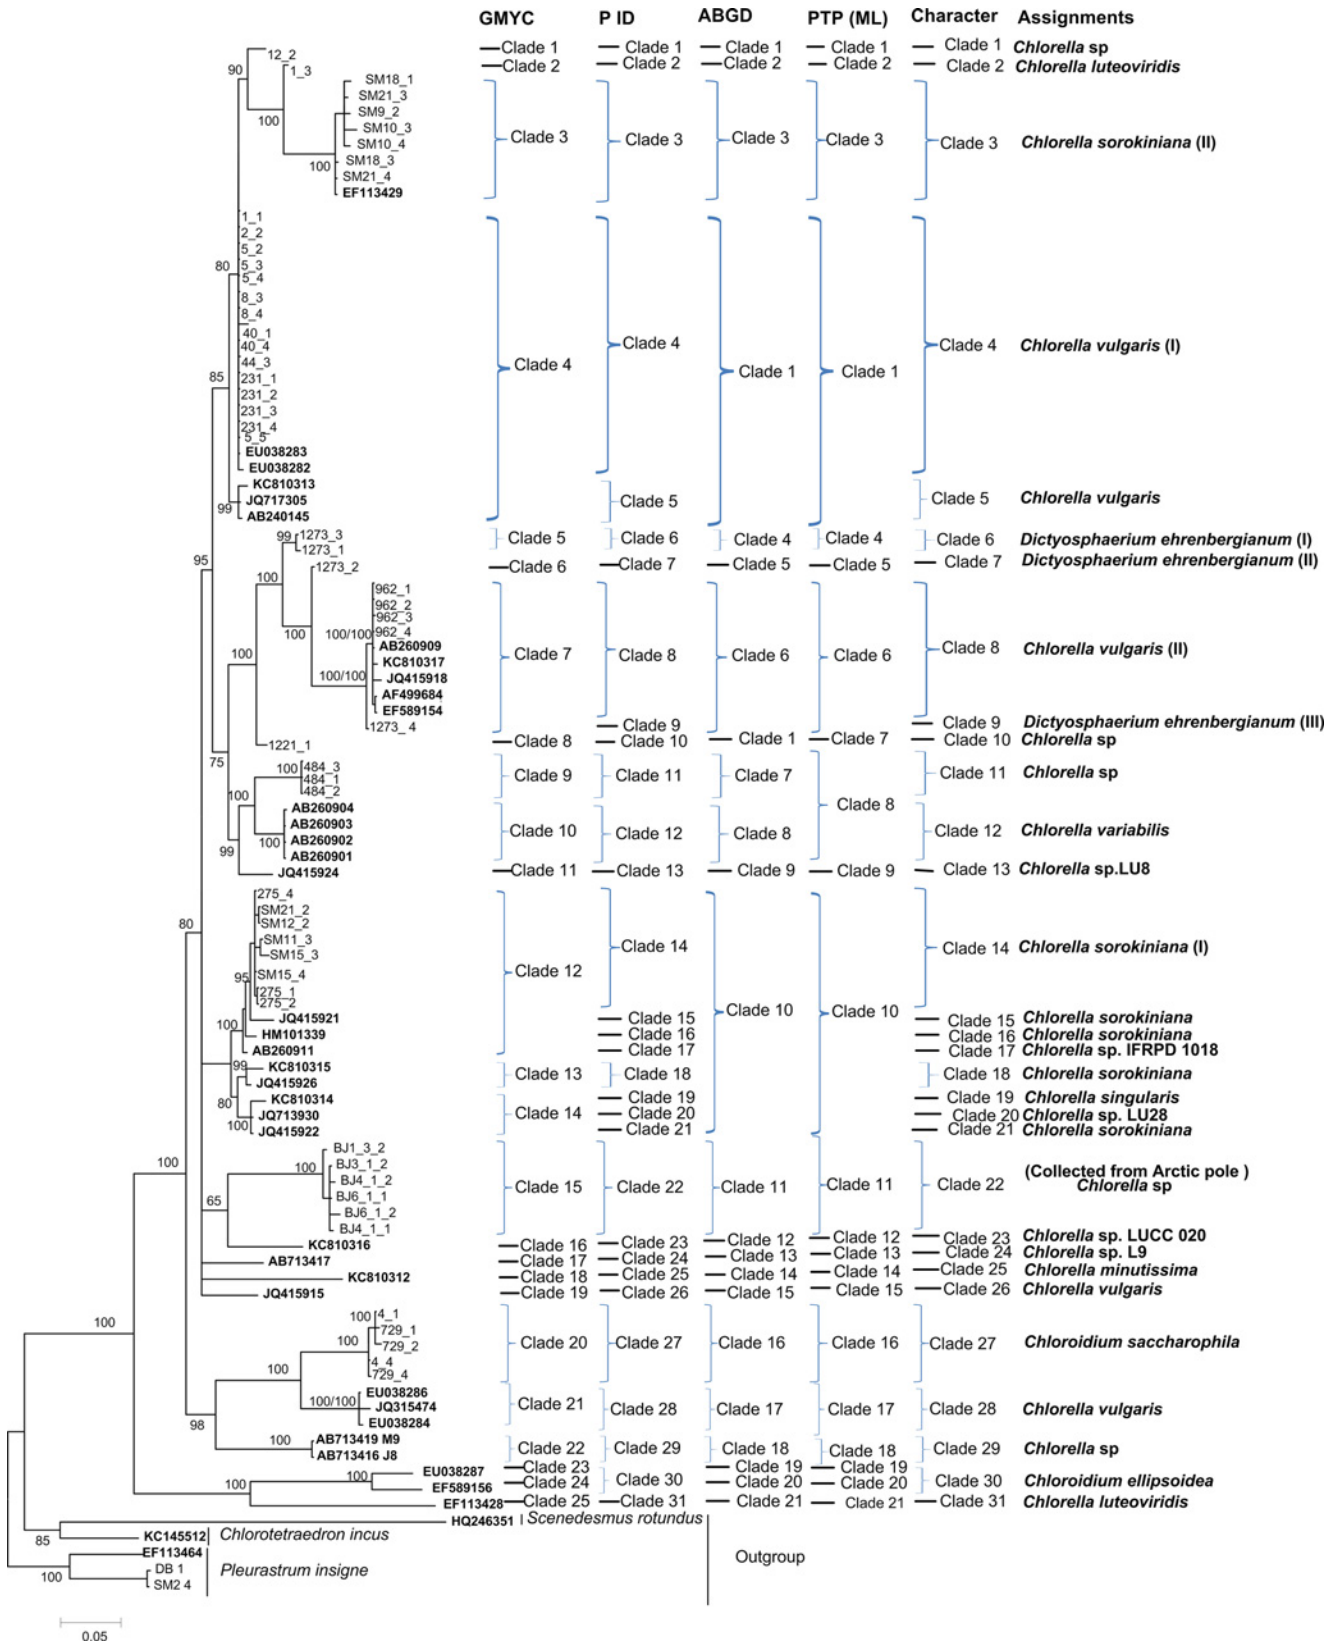 GMYC P ID ABGD PTP (ML) Character Assignments
12_2 Clade 1 Clade 1 Clade 1 Clade 1 Clade 1 Chlorella sp
90
1_3 Clade 2 Clade 2 Clade 2 Clade 2 Clade 2 Chlorella luteoviridis
SM18_1
SM21_3
SM9_2
100
SM10_3
Clade 3 Clade 3 Clade 3 Clade 3 Clade 3 Chlorella sorokiniana (II)
SM10_4
SM18_3
100
SM21_4
EF113429
1_1
2_2
5_2
80
5_3
5_4
8_3
8_4
40_1
40_4
Clade 4 Clade 4 Clade 1 Clade 1 Clade 4 Chlorella vulgaris (I)
44_3
85
231_1
231_2
231_3
231_4
5_5
EU038283
EU038282
KC810313
JQ717305 Clade 5 Clade 5 Chlorella vulgaris
99
AB240145
99
1273_3
Clade 5 Clade 6 Clade 4 Clade 4 Clade 6 Dictyosphaerium ehrenbergianum (I)
1273_1
95
1273_2 Clade 6 Clade 7 Clade 5 Clade 5 Clade 7 Dictyosphaerium ehrenbergianum (II)
100
962_1
962_2
962_3
100
100/100
962_4
AB260909
100
Clade 7 Clade 8 Clade 6 Clade 6 Clade 8 Chlorella vulgaris (II)
KC810317
100/100
JQ415918
AF499684
EF589154
1273_4 Clade 9 Clade 9 Dictyosphaerium ehrenbergianum (III)
1221_1 Clade 8 Clade 10 Clade 1 Clade 7 Clade 10 Chlorella sp
75
100
484_3
484_1 Clade 9 Clade 11 Clade 7 Clade 11 Chlorella sp
484_2
100
Clade 8
AB260904
AB260903
Clade 10 Clade 12 Clade 8 Clade 12 Chlorella variabilis
100
AB260902
99
AB260901
JQ415924 Clade 11 Clade 13 Clade 9 Clade 9 Clade 13 Chlorella sp.LU8
275_4
SM21_2
80
SM12_2
SM11_3
Clade 14 Clade 14 Chlorella sorokiniana (I)
SM15_3
95
SM15_4
Clade 12
275_1
275_2
Clade 10 Clade 10
JQ415921 Clade 15 Clade 15 Chlorella sorokiniana
100
HM101339 Clade 16 Clade 16 Chlorella sorokiniana
AB260911 Clade 17 Clade 17 Chlorella sp. IFRPD 1018
99
KC810315
Clade 13 Clade 18 Clade 18 Chlorella sorokiniana
JQ415926
80
KC810314 Clade 19 Clade 19 Chlorella singularis
JQ713930 Clade 14 Clade 20 Clade 20 Chlorella sp. LU28
100
JQ415922 Clade 21 Clade 21 Chlorella sorokiniana
BJ1_3_2
100
100
BJ3_1_2
(Collected from Arctic pole )
BJ4_1_2 Clade 15 Clade 22 Clade 11 Clade 11 Clade 22 Chlorella sp
65
BJ6_1_1
BJ6_1_2
BJ4_1_1
KC810316 Clade 16 Clade 23 Clade 12 Clade 12 Clade 23 Chlorella sp. LUCC 020
AB713417 Clade 17 Clade 24 Clade 13 Clade 13 Clade 24 Chlorella sp. L9
KC810312 Clade 18 Clade 25 Clade 14 Clade 14 Clade 25 Chlorella minutissima
JQ415915 Clade 19 Clade 26 Clade 15 Clade 15 Clade 26 Chlorella vulgaris
100
100
4_1
729_1
100
729_2
Clade 20 Clade 27 Clade 16 Clade 16 Clade 27 Chloroidium saccharophila
100
4_4
729_4
100/100
EU038286
JQ315474 Clade 21 Clade 28 Clade 17 Clade 17 Clade 28 Chlorella vulgaris
98
EU038284
100
AB713419 M9
Clade 22 Clade 29 Clade 18 Clade 18 Clade 29 Chlorella sp
AB713416 J8
100
100
EU038287 Clade 23 Clade 19 Clade 19
Clade 30 Clade 30 Chloroidium ellipsoidea
EF589156 Clade 24 Clade 20 Clade 20
EF113428 Clade 25 Clade 31 Clade 21 Clade 21 Clade 31 Chlorella luteoviridis
HQ246351 Scenedesmus rotundus
85
KC145512 Chlorotetraedron incus
EF113464
Outgroup
100
DB 1 Pleurastrum insigne
SM2 4
0.05